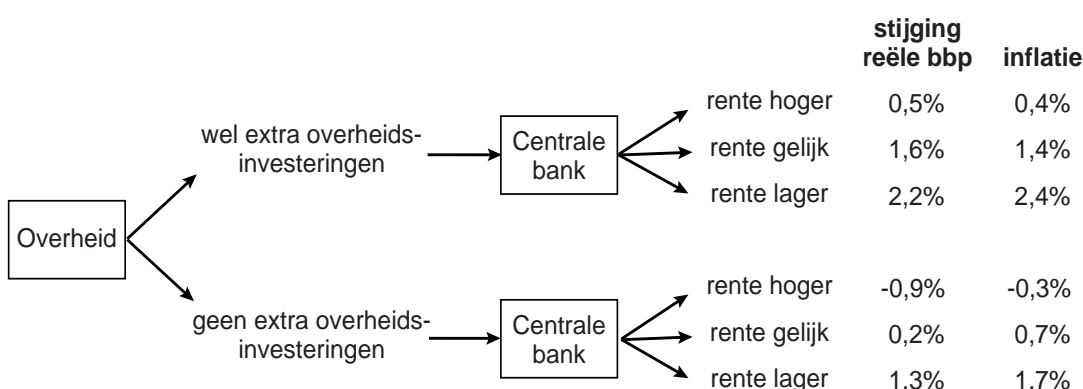 stijging
reële bbp inflatie
rente hoger 0,5% 0,4%
wel extra overheids-
investeringen
Centrale
bank
rente gelijk 1,6% 1,4%
rente lager 2,2% 2,4%
Overheid
rente hoger -0,9% -0,3%
geen extra overheids-
investeringen
Centrale
bank
rente gelijk 0,2% 0,7%
rente lager 1,3% 1,7%